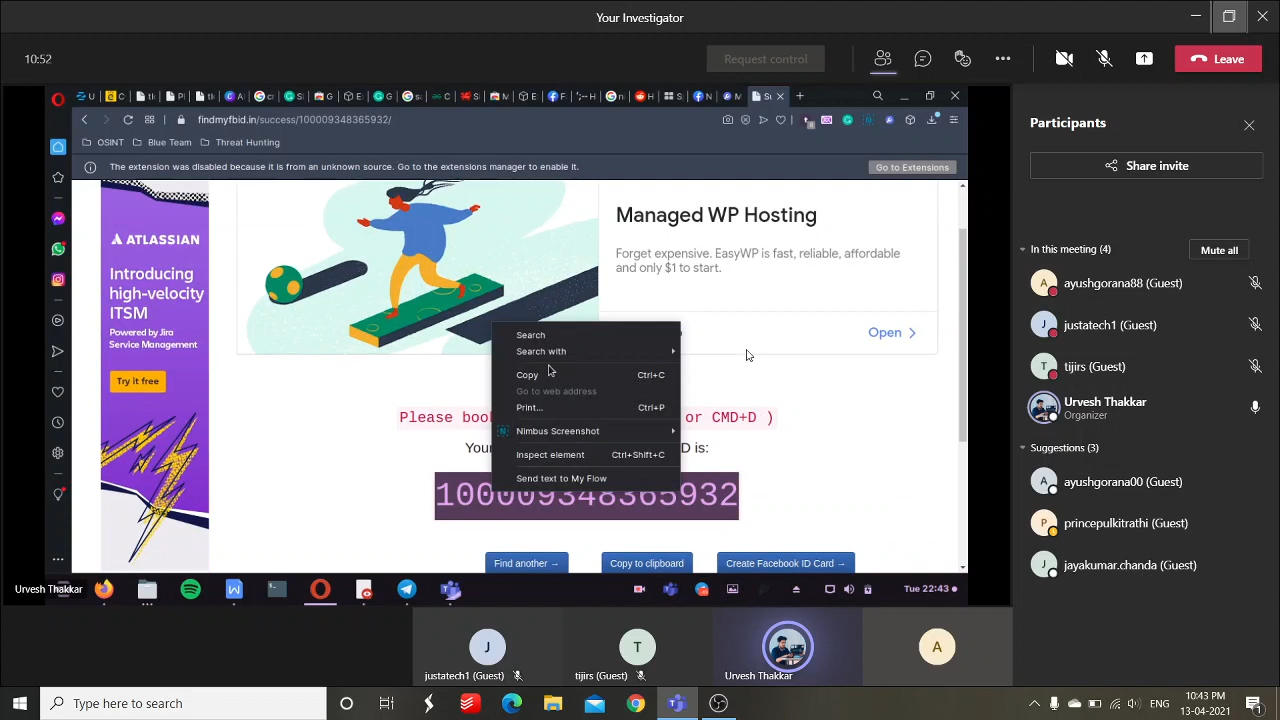 Your Investigator
10:52
Request control
Leave
findmyfbid.in/success/100009348365932/
OSINT
Blue Team
Threat Hunting
The extension was disabled because it is from an unknown source. Go to the extensions manager to enable it.
Go to Extensions
ATLASSIAN
Introducing
high-velocity
ITSM
Powered by Jira
Service Management
Try it free
Managed WP Hosting
Forget expensive. EasyWP is fast, reliable, affordable
and only $1 to start.
Open
Search
Search with
Copy Ctrl+C
Go to web address
Print... Ctrl+P
Nimbus Screenshot
Inspect element Ctrl+Shift+C
Send text to My Flow
Please
or CMD+D )
D is:
100009348365932
Find another →
Copy to clipboard
Create Facebook ID Card →
Urvesh Thakkar
Tue 22:43
Participants
Share invite
In this meeting (4)
Mute all
A ayushgorana88 (Guest)
J justatech1 (Guest)
T tijirs (Guest)
Urvesh Thakkar
Organizer
Suggestions (3)
A ayushgorana00 (Guest)
P princepulkitrathi (Guest)
J jayakumar.chanda (Guest)
J
justatech1 (Guest)
T
tijirs (Guest)
Urvesh Thakkar
A
Type here to search
ENG
10:43 PM
13-04-2021